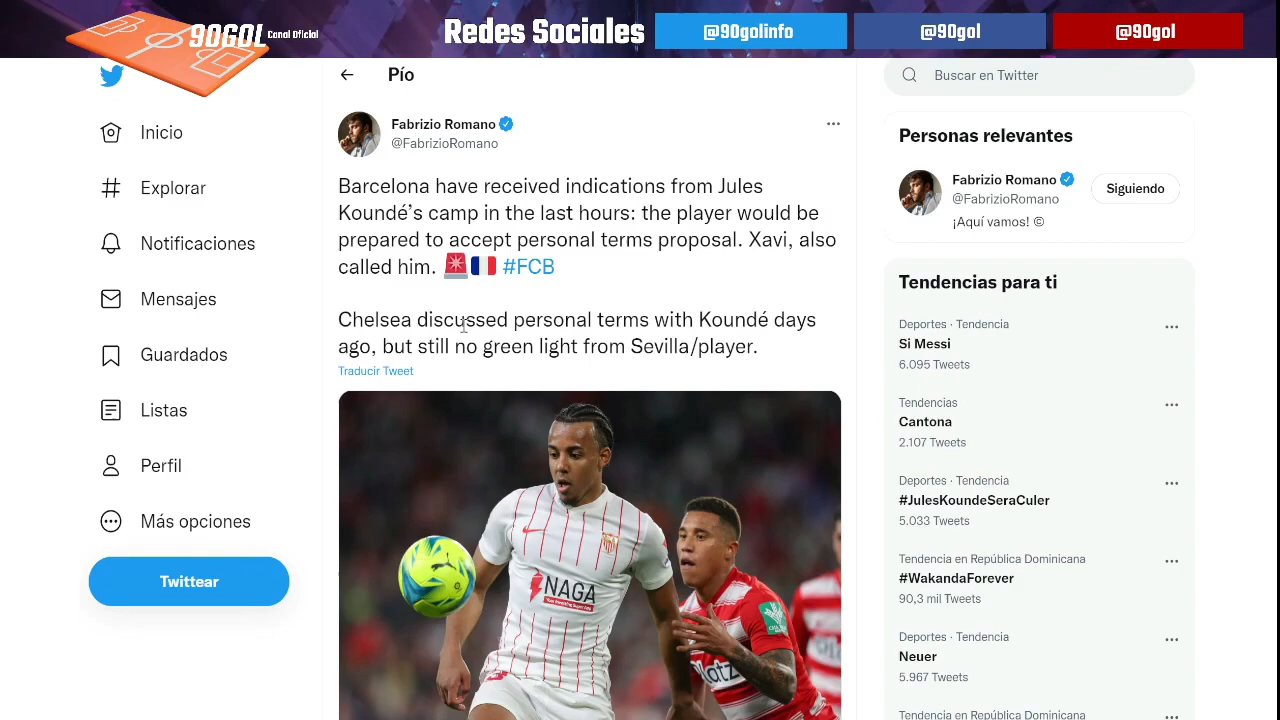 90GOL Canal Oficial
Redes Sociales
@90golinfo
@90gol
@90gol
Inicio
Explorar
Notificaciones
Mensajes
Guardados
Listas
Perfil
Más opciones
Twittear
Pío
Fabrizio Romano
@FabrizioRomano
Barcelona have received indications from Jules
Koundé’s camp in the last hours: the player would be
prepared to accept personal terms proposal. Xavi, also
called him. 🚨🇫🇷 #FCB
Chelsea discussed personal terms with Koundé days
ago, but still no green light from Sevilla/player.
Traducir Tweet
NAGA
Buscar en Twitter
Personas relevantes
Fabrizio Romano
@FabrizioRomano
Siguiendo
¡Aquí vamos! ©
Tendencias para ti
Deportes · Tendencia
Si Messi
6.095 Tweets
Tendencias
Cantona
2.107 Tweets
Deportes · Tendencia
#JulesKoundeSeraCuler
5.033 Tweets
Tendencia en República Dominicana
#WakandaForever
90,3 mil Tweets
Deportes · Tendencia
Neuer
5.967 Tweets
Deportes · Tendencia